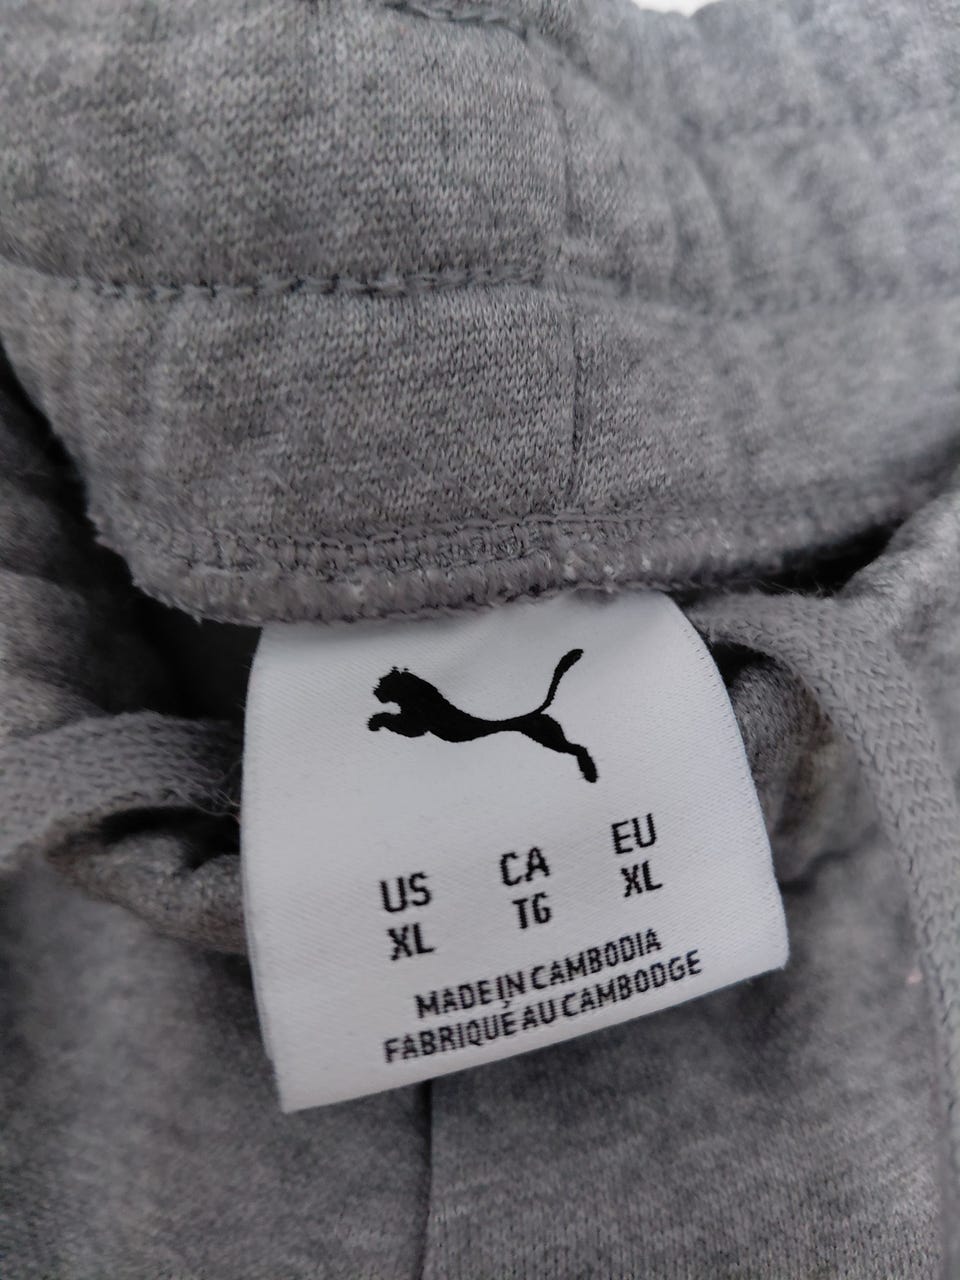 US CA EU
XL TG XL
MADE IN CAMBODIA
FABRIQUÉ AU CAMBODGE